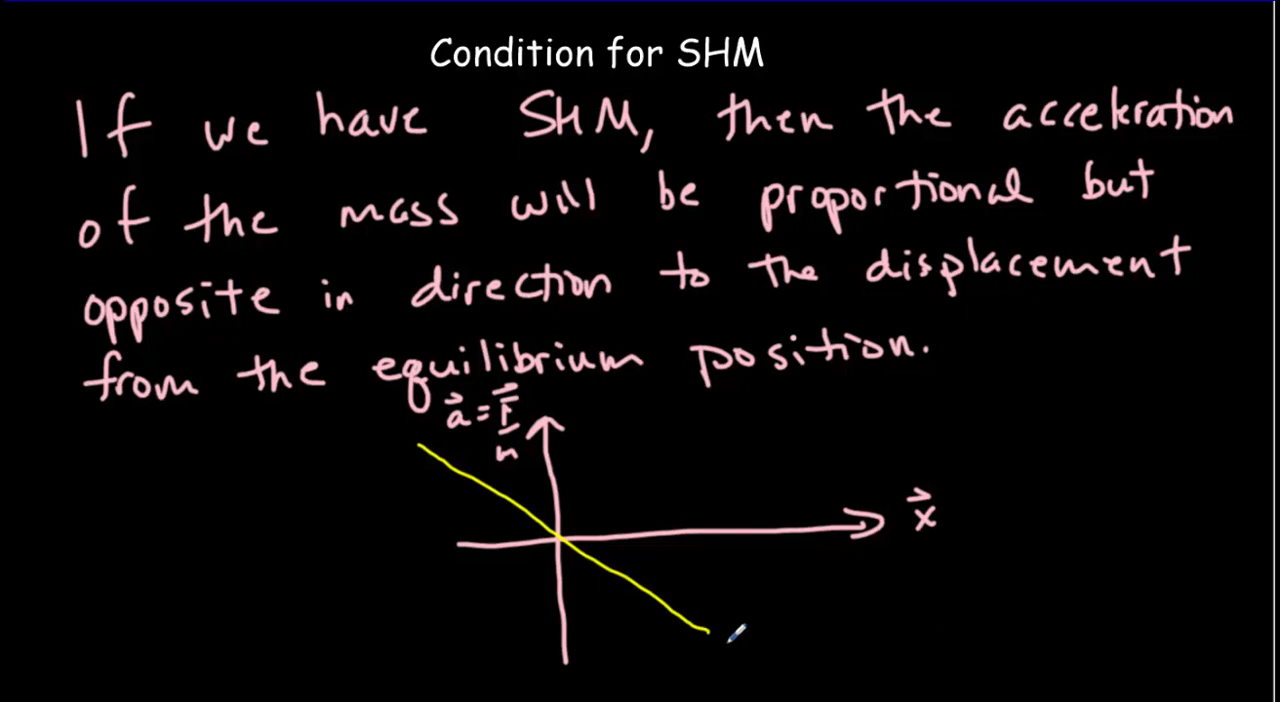 Condition for SHM
If we have SHM, then the acceleration
of the mass will be proportional but
opposite in direction to the displacement
from the equilibrium position.
a⃗ = F⃗/m
x⃗